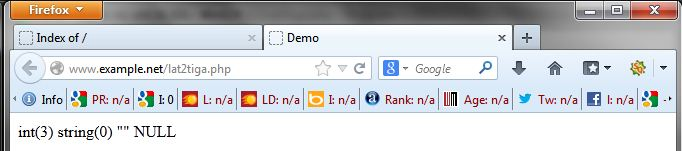 Firefox
Index of / Demo
www.example.net/lat2tiga.php Google
Info PR: n/a I: 0 L: n/a LD: n/a I: n/a Rank: n/a Age: n/a Tw: n/a I: n/a
int(3) string(0) "" NULL